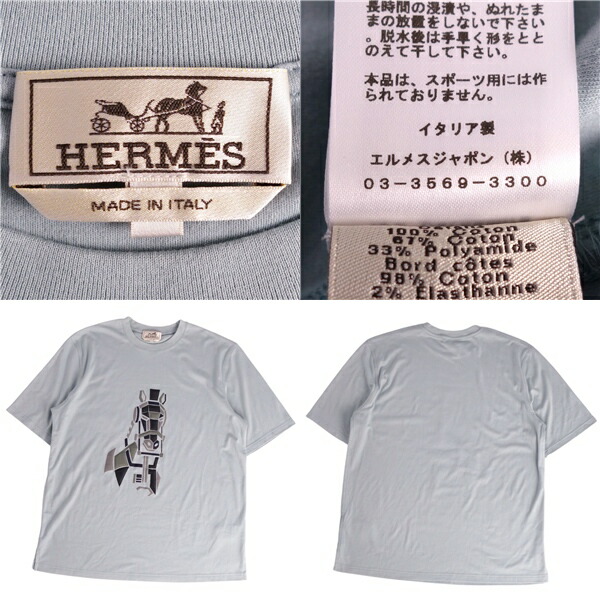 HERMÈS
MADE IN ITALY
長時間の浸漬や、ぬれたま
まの放置をしないで下さい。
脱水後は手早く形をとと
のえて干して下さい。
本品は、スポーツ用には作
られておりません。
イタリア製
エルメスジャポン (株)
03-3569-3300
100% Coton
67% Coton
33% Polyamide
Bord côtes
98% Coton
2% Elasthanne